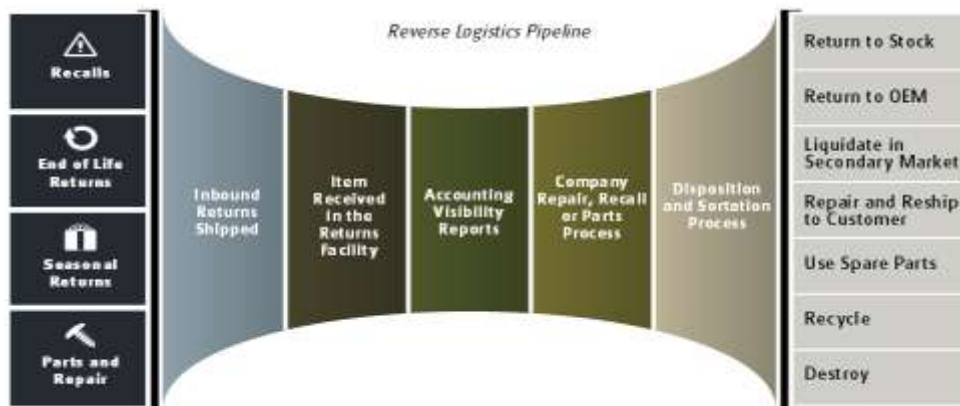 Reverse Logistics Pipeline
Recalls
End of Life
Returns
Seasonal
Returns
Parts and
Repair
Inbound
Returns
Shipped
Item
Received
in the
Returns
Facility
Accounting
Visibility
Reports
Company
Repair, Recall
or Parts
Process
Disposition
and Sortation
Process
Return to Stock
Return to OEM
Liquidate in
Secondary Market
Repair and Reship
to Customer
Use Spare Parts
Recycle
Destroy